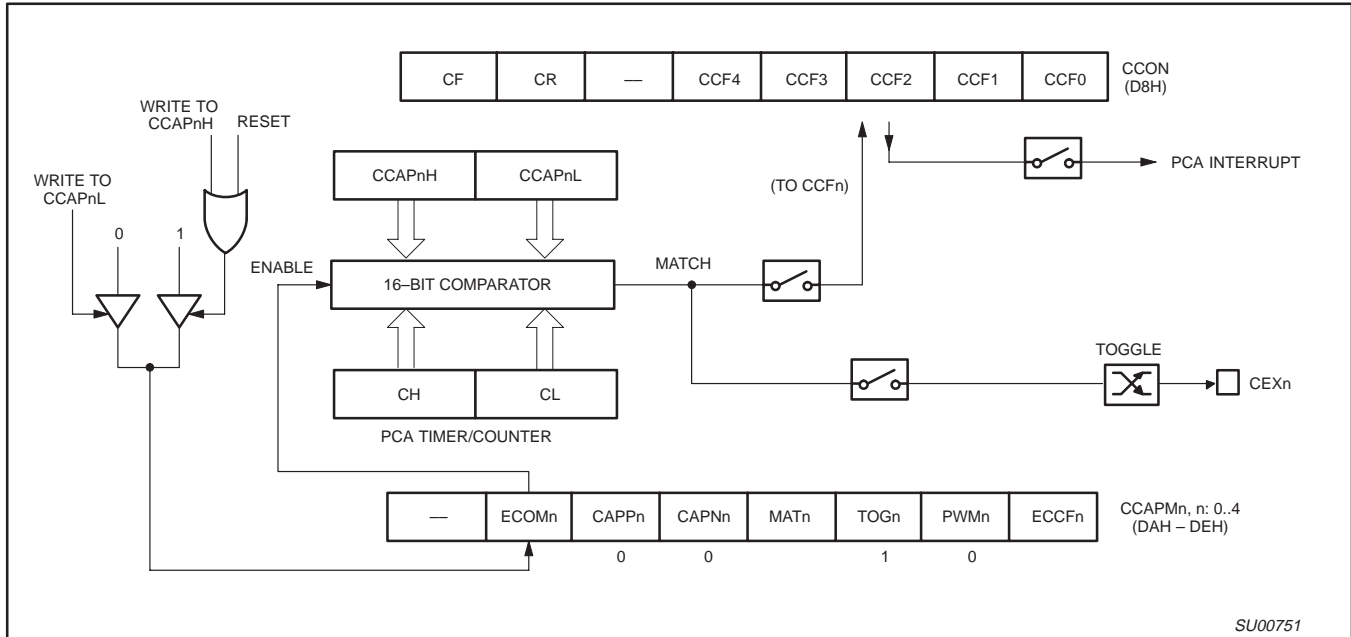 CF CR — CCF4 CCF3 CCF2 CCF1 CCF0
CCON
(D8H)
WRITE TO
CCAPnH
RESET
WRITE TO
CCAPnL
0 1
CCAPnH CCAPnL
(TO CCFn)
PCA INTERRUPT
ENABLE
16–BIT COMPARATOR
MATCH
TOGGLE
CEXn
CH CL
PCA TIMER/COUNTER
— ECOMn CAPPn CAPNn MATn TOGn PWMn ECCFn
CCAPMn, n: 0..4
(DAH – DEH)
0 0 1 0
SU00751